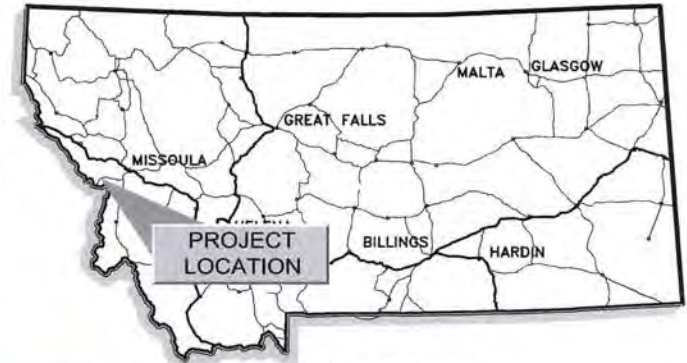 MALTA
GLASGOW
GREAT FALLS
MISSOULA
PROJECT
LOCATION
BILLINGS
HARDIN